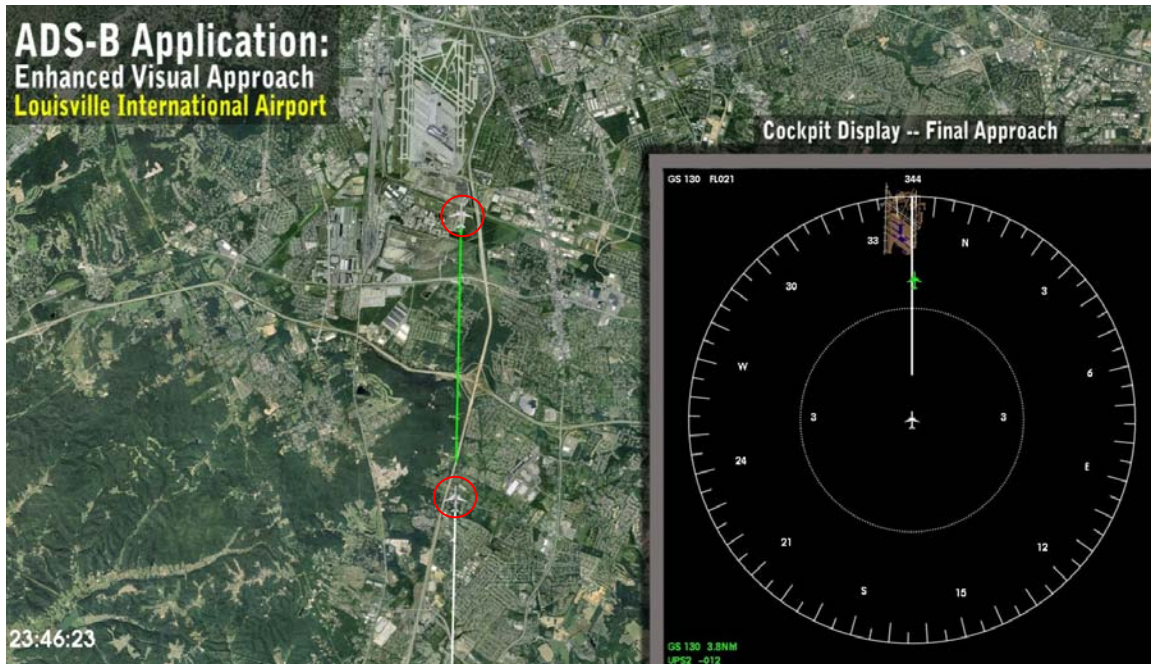 ADS-B Application:
Enhanced Visual Approach
Louisville International Airport
Cockpit Display -- Final Approach
GS 130 FL021
344
33
N
30
3
W
6
3
3
24
E
21
12
S
15
23:46:23
GS 130 3.8NM
UPS2 -012